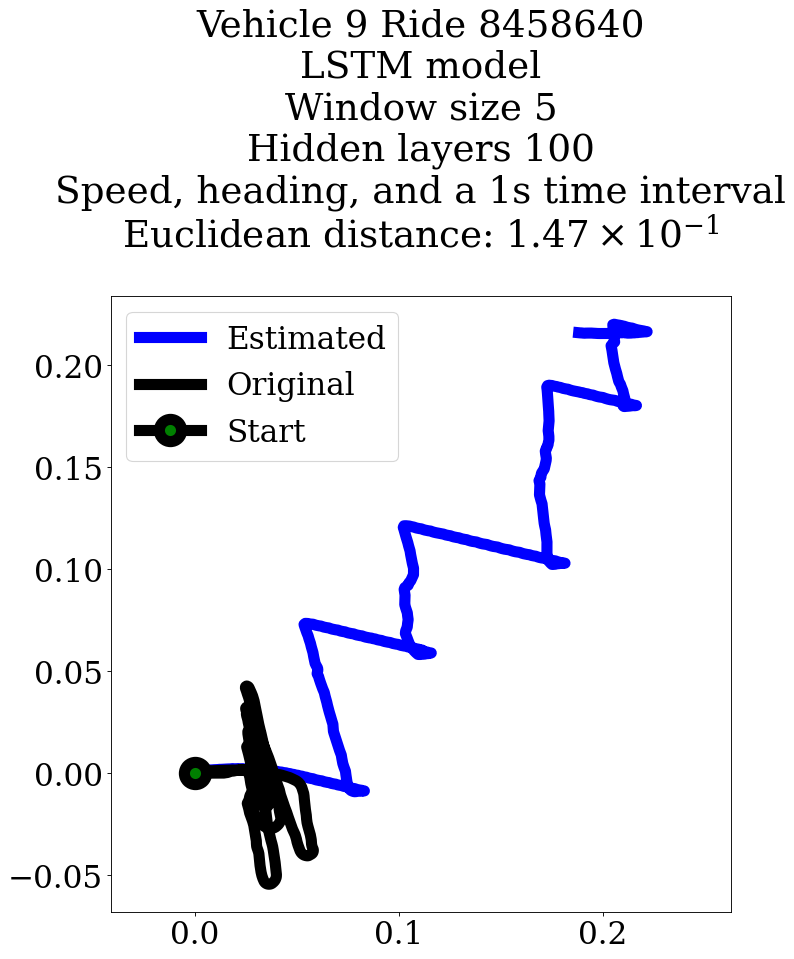 Vehicle 9 Ride 8458640
LSTM model
Window size 5
Hidden layers 100
Speed, heading, and a 1s time interval
Euclidean distance: 1.47 × 10⁻¹
Estimated
Original
Start
0.20
0.15
0.10
0.05
0.00
−0.05
0.0 0.1 0.2